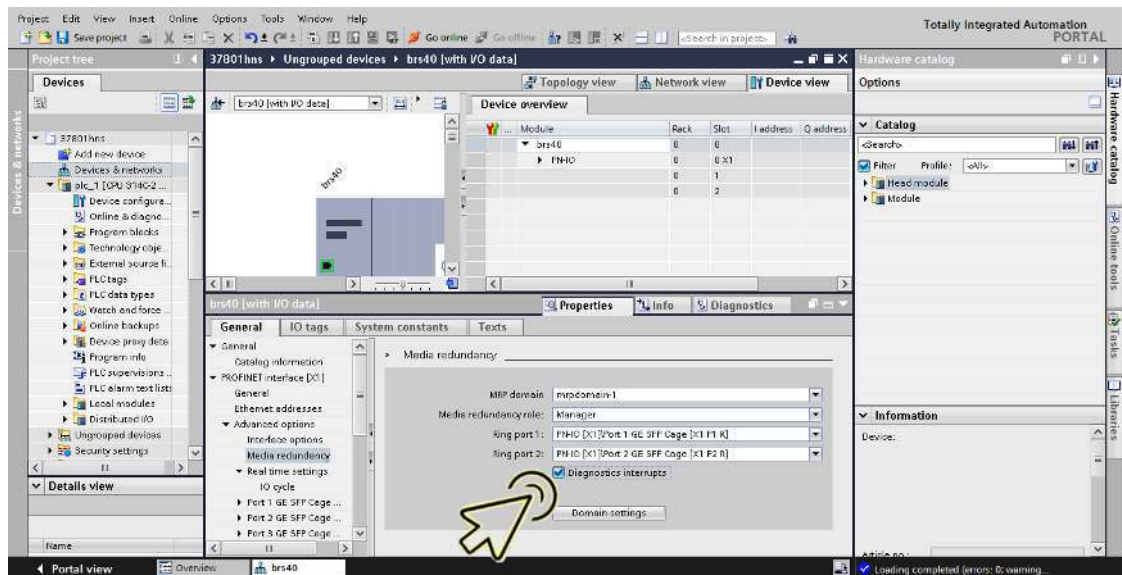 Project Edit View Insert Online Options Tools Window Help
Totally Integrated Automation
PORTAL
Save project
Go online
Go offline
<Search in project>
Project tree
37801hns ▸ Ungrouped devices ▸ brs40 [with I/O data]
Hardware catalog
Devices
Topology view
Network view
Device view
Options
brs40 [with I/O data]
Device overview
... Module Rack Slot I address Q address
brs40 0 0
PN-IO 0 0 X1
0 1
0 2
brs40
37801hns
Add new device
Devices & networks
plc_1 [CPU 314C-2 ...
Device configura...
Online & diagno...
Program blocks
Technology obje...
External source fi...
PLC tags
PLC data types
Watch and force ...
Online backups
Device proxy data
Program info
PLC supervisions ...
PLC alarm text lists
Local modules
Distributed I/O
Ungrouped devices
Security settings
Details view
Name
Catalog
<Search>
Filter Profile: <All>
Head module
Module
Information
Device:
Article no.:
Devices & networks
Hardware catalog
Online tools
Tasks
Libraries
brs40 [with I/O data]
Properties
Info
Diagnostics
General
IO tags
System constants
Texts
General
Catalog information
PROFINET interface [X1]
General
Ethernet addresses
Advanced options
Interface options
Media redundancy
Real time settings
IO cycle
Port 1 GE SFP Cage ...
Port 2 GE SFP Cage ...
Port 3 GE SFP Cage ...
Media redundancy
MRP domain mrpdomain-1
Media redundancy role: Manager
Ring port 1: PN-IO [X1]\Port 1 GE SFP Cage [X1 P1 R]
Ring port 2: PN-IO [X1]\Port 2 GE SFP Cage [X1 P2 R]
Diagnostics interrupts
Domain settings
Portal view
Overview
brs40
Loading completed (errors: 0; warning...